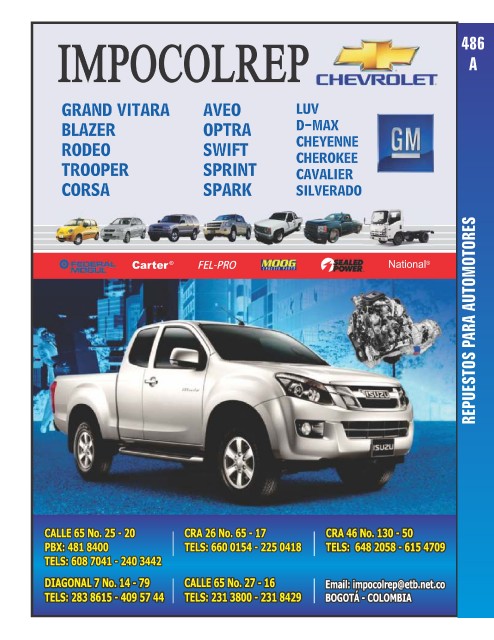 486
A
IMPOCOLREP
CHEVROLET
GRAND VITARA
BLAZER
RODEO
TROOPER
CORSA
AVEO
OPTRA
SWIFT
SPRINT
SPARK
LUV
D-MAX
CHEYENNE
CHEROKEE
CAVALIER
SILVERADO
GM
FEDERAL
MOGUL
Carter®
FEL-PRO
MOOG
SEALED
POWER
National®
REPUESTOS PARA AUTOMOTORES
ISUZU
ISUZU
CALLE 65 No. 25 - 20
PBX: 481 8400
TELS: 608 7041 - 240 3442
CRA 26 No. 65 - 17
TELS: 660 0154 - 225 0418
CRA 46 No. 130 - 50
TELS: 648 2058 - 615 4709
DIAGONAL 7 No. 14 - 79
TELS: 283 8615 - 409 57 44
CALLE 65 No. 27 - 16
TELS: 231 3800 - 231 8429
Email: impocolrep@etb.net.co
BOGOTÁ - COLOMBIA